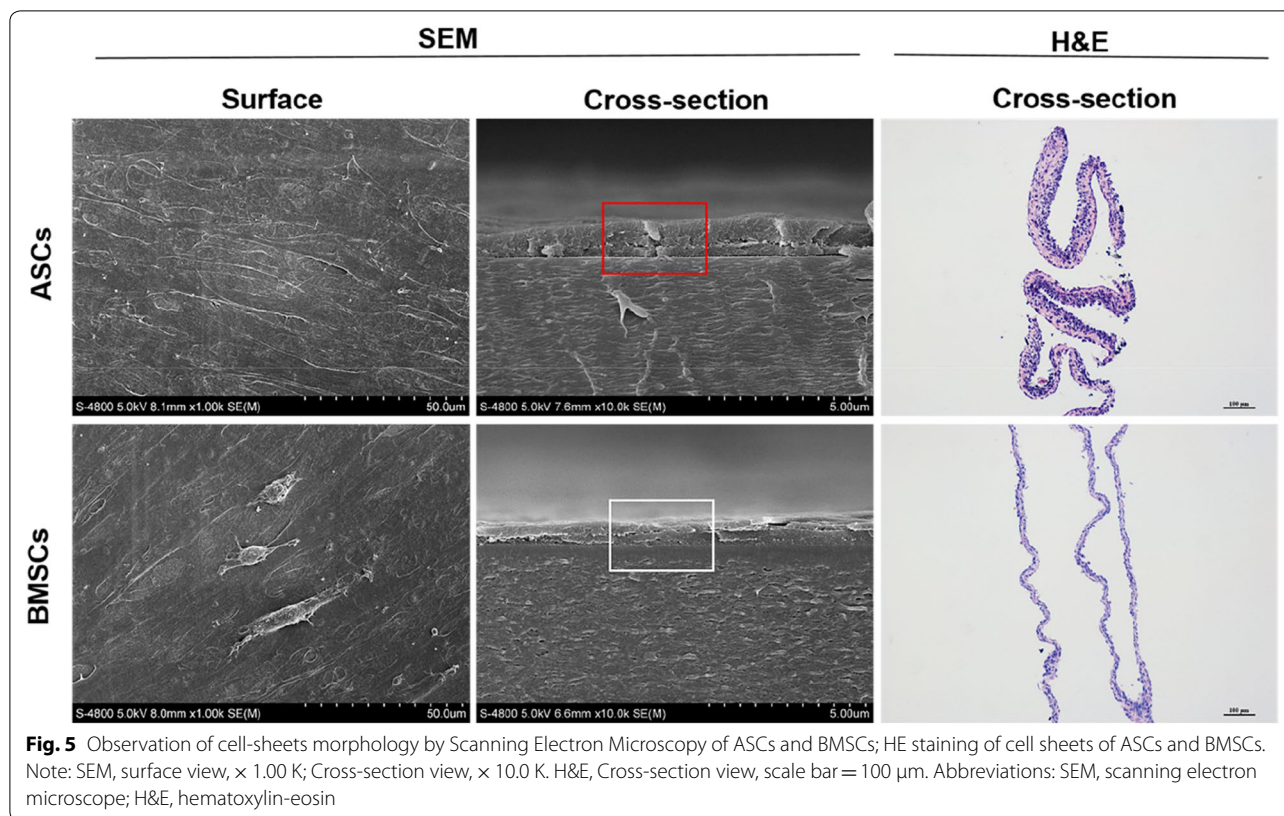 SEM
H&E
Surface
Cross-section
Cross-section
ASCs
S-4800 5.0kV 8.1mm x1.00k SE(M)
50.0um
S-4800 5.0kV 7.6mm x10.0k SE(M)
5.00um
100 μm
BMSCs
S-4800 5.0kV 8.0mm x1.00k SE(M)
50.0um
S-4800 5.0kV 6.6mm x10.0k SE(M)
5.00um
100 μm
Fig. 5 Observation of cell-sheets morphology by Scanning Electron Microscopy of ASCs and BMSCs; HE staining of cell sheets of ASCs and BMSCs.
Note: SEM, surface view, × 1.00 K; Cross-section view, × 10.0 K. H&E, Cross-section view, scale bar = 100 μm. Abbreviations: SEM, scanning electron
microscope; H&E, hematoxylin-eosin